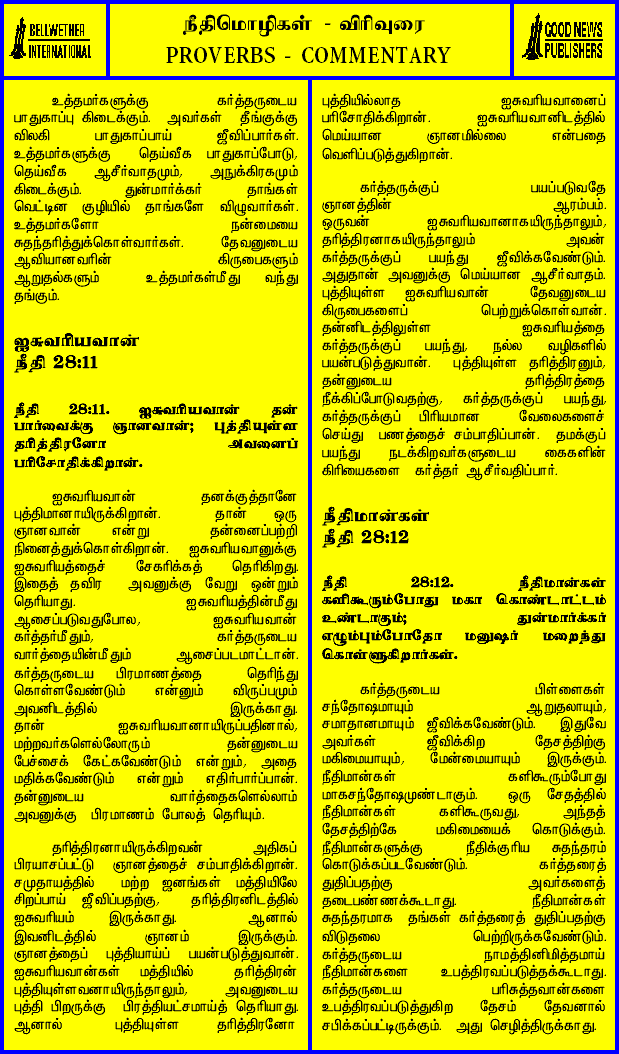 BELLWETHER
INTERNATIONAL
நீதிமொழிகள் - விரிவுரை
PROVERBS - COMMENTARY
GOOD NEWS
PUBLISHERS
உத்தமர்களுக்கு கர்த்தருடைய
பாதுகாப்பு கிடைக்கும். அவர்கள் தீங்குக்கு
விலகி பாதுகாப்பாய் ஜீவிப்பார்கள்.
உத்தமர்களுக்கு தெய்வீக பாதுகாப்போடு,
தெய்வீக ஆசீர்வாதமும், அநுக்கிரகமும்
கிடைக்கும். துன்மார்க்கர் தாங்கள்
வெட்டின குழியில் தாங்களே விழுவார்கள்.
உத்தமர்களோ நன்மையை
சுதந்தரித்துக்கொள்வார்கள். தேவனுடைய
ஆவியானவரின் கிருபைகளும்
ஆறுதல்களும் உத்தமர்கள்மீது வந்து
தங்கும்.
ஐசுவரியவான்
நீதி 28:11
நீதி 28:11. ஐசுவரியவான் தன்
பார்வைக்கு ஞானவான்; புத்தியுள்ள
தரித்திரனோ அவனைப்
பரிசோதிக்கிறான்.
ஐசுவரியவான் தனக்குத்தானே
புத்திமானாயிருக்கிறான். தான் ஒரு
ஞானவான் என்று தன்னைப்பற்றி
நினைத்துக்கொள்கிறான். ஐசுவரியவானுக்கு
ஐசுவரியத்தைச் சேகரிக்கத் தெரிகிறது.
இதைத் தவிர அவனுக்கு வேறு ஒன்றும்
தெரியாது. ஐசுவரியத்தின்மீது
ஆசைப்படுவதுபோல, ஐசுவரியவான்
கர்த்தர்மீதும், கர்த்தருடைய
வார்த்தையின்மீதும் ஆசைப்படமாட்டான்.
கர்த்தருடைய பிரமாணத்தை தெரிந்து
கொள்ளவேண்டும் என்னும் விருப்பமும்
அவனிடத்தில் இருக்காது.
தான் ஐசுவரியவானாயிருப்பதினால்,
மற்றவர்களெல்லோரும் தன்னுடைய
பேச்சைக் கேட்கவேண்டும் என்றும், அதை
மதிக்கவேண்டும் என்றும் எதிர்பார்ப்பான்.
தன்னுடைய வார்த்தைகளெல்லாம்
அவனுக்கு பிரமாணம் போலத் தெரியும்.
தரித்திரனாயிருக்கிறவன் அதிகப்
பிரயாசப்பட்டு ஞானத்தைச் சம்பாதிக்கிறான்.
சமுதாயத்தில் மற்ற ஜனங்கள் மத்தியிலே
சிறப்பாய் ஜீவிப்பதற்கு, தரித்திரனிடத்தில்
ஐசுவரியம் இருக்காது. ஆனால்
இவனிடத்தில் ஞானம் இருக்கும்.
ஞானத்தைப் புத்தியாய்ப் பயன்படுத்துவான்.
ஐசுவரியவான்கள் மத்தியில் தரித்திரன்
புத்தியுள்ளவனாயிருந்தாலும், அவனுடைய
புத்தி பிறருக்கு பிரத்தியட்சமாய்த் தெரியாது.
ஆனால் புத்தியுள்ள தரித்திரனோ
புத்தியில்லாத ஐசுவரியவானைப்
பரிசோதிக்கிறான். ஐசுவரியவானிடத்தில்
மெய்யான ஞானமில்லை என்பதை
வெளிப்படுத்துகிறான்.
கர்த்தருக்குப் பயப்படுவதே
ஞானத்தின் ஆரம்பம்.
ஒருவன் ஐசுவரியவானாகயிருந்தாலும்,
தரித்திரனாகயிருந்தாலும் அவன்
கர்த்தருக்குப் பயந்து ஜீவிக்கவேண்டும்.
அதுதான் அவனுக்கு மெய்யான ஆசீர்வாதம்.
புத்தியுள்ள ஐசுவரியவான் தேவனுடைய
கிருபைகளைப் பெற்றுக்கொள்வான்.
தன்னிடத்திலுள்ள ஐசுவரியத்தை
கர்த்தருக்குப் பயந்து, நல்ல வழிகளில்
பயன்படுத்துவான். புத்தியுள்ள தரித்திரனும்,
தன்னுடைய தரித்திரத்தை
நீக்கிப்போடுவதற்கு, கர்த்தருக்குப் பயந்து,
கர்த்தருக்குப் பிரியமான வேலைகளைச்
செய்து பணத்தைச் சம்பாதிப்பான். தமக்குப்
பயந்து நடக்கிறவர்களுடைய கைகளின்
கிரியைகளை கர்த்தர் ஆசீர்வதிப்பார்.
நீதிமான்கள்
நீதி 28:12
நீதி 28:12. நீதிமான்கள்
களிகூரும்போது மகா கொண்டாட்டம்
உண்டாகும்; துன்மார்க்கர்
எழும்பும்போதோ மனுஷர் மறைந்து
கொள்ளுகிறார்கள்.
கர்த்தருடைய பிள்ளைகள்
சந்தோஷமாயும் ஆறுதலாயும்,
சமாதானமாயும் ஜீவிக்கவேண்டும். இதுவே
அவர்கள் ஜீவிக்கிற தேசத்திற்கு
மகிமையாயும், மேன்மையாயும் இருக்கும்.
நீதிமான்கள் களிகூரும்போது
மாகசந்தோஷமுண்டாகும். ஒரு சேதத்தில்
நீதிமான்கள் களிகூருவது, அந்தத்
தேசத்திற்கே மகிமையைக் கொடுக்கும்.
நீதிமான்களுக்கு நீதிக்குரிய சுதந்தரம்
கொடுக்கப்படவேண்டும். கர்த்தரைத்
துதிப்பதற்கு அவர்களைத்
தடைபண்ணக்கூடாது. நீதிமான்கள்
சுதந்தரமாக தங்கள் கர்த்தரைத் துதிப்பதற்கு
விடுதலை பெற்றிருக்கவேண்டும்.
கர்த்தருடைய நாமத்தினிமித்தமாய்
நீதிமான்களை உபத்திரவப்படுத்தக்கூடாது.
கர்த்தருடைய பரிசுத்தவான்களை
உபத்திரவப்படுத்துகிற தேசம் தேவனால்
சபிக்கப்பட்டிருக்கும். அது செழித்திருக்காது.